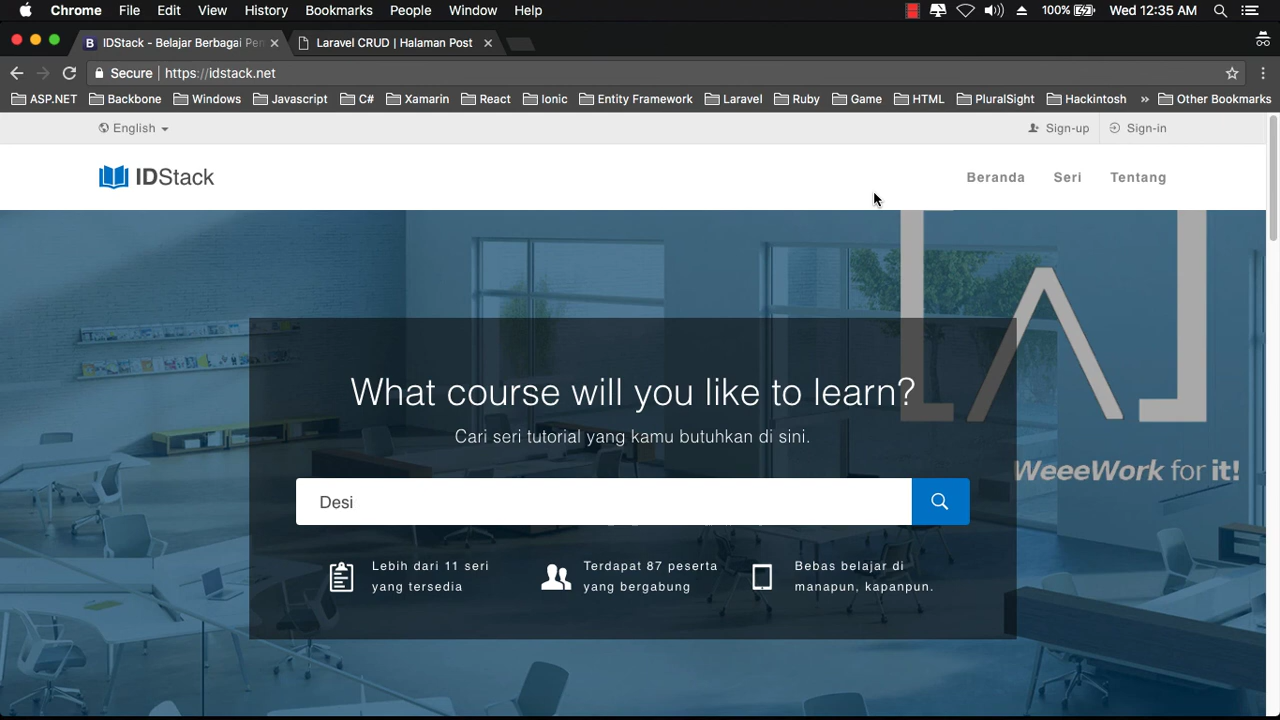 Chrome File Edit View History Bookmarks People Window Help 100% Wed 12:35 AM
IDStack - Belajar Berbagai Pem Laravel CRUD | Halaman Post
Secure | https://idstack.net
ASP.NET Backbone Windows Javascript C# Xamarin React Ionic Entity Framework Laravel Ruby Game HTML PluralSight Hackintosh » Other Bookmarks
English Sign-up Sign-in
IDStack Beranda Seri Tentang
What course will you like to learn?
Cari seri tutorial yang kamu butuhkan di sini.
WeeeWork for it!
Desi
Lebih dari 11 seri
yang tersedia
Terdapat 87 peserta
yang bergabung
Bebas belajar di
manapun, kapanpun.